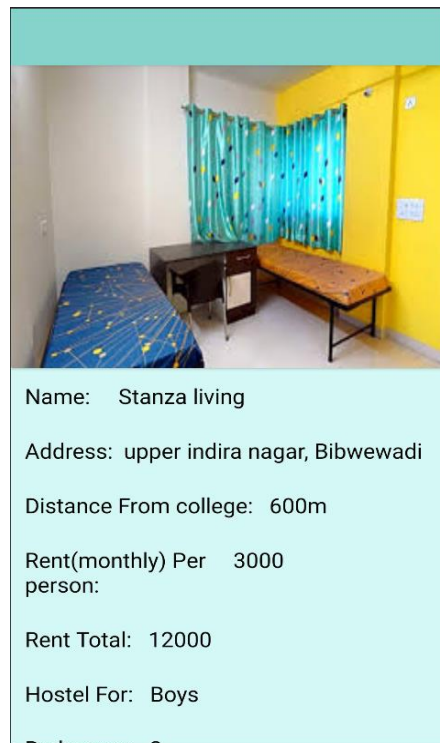 Name: Stanza living
Address: upper indira nagar, Bibwewadi
Distance From college: 600m
Rent(monthly) Per 3000
person:
Rent Total: 12000
Hostel For: Boys